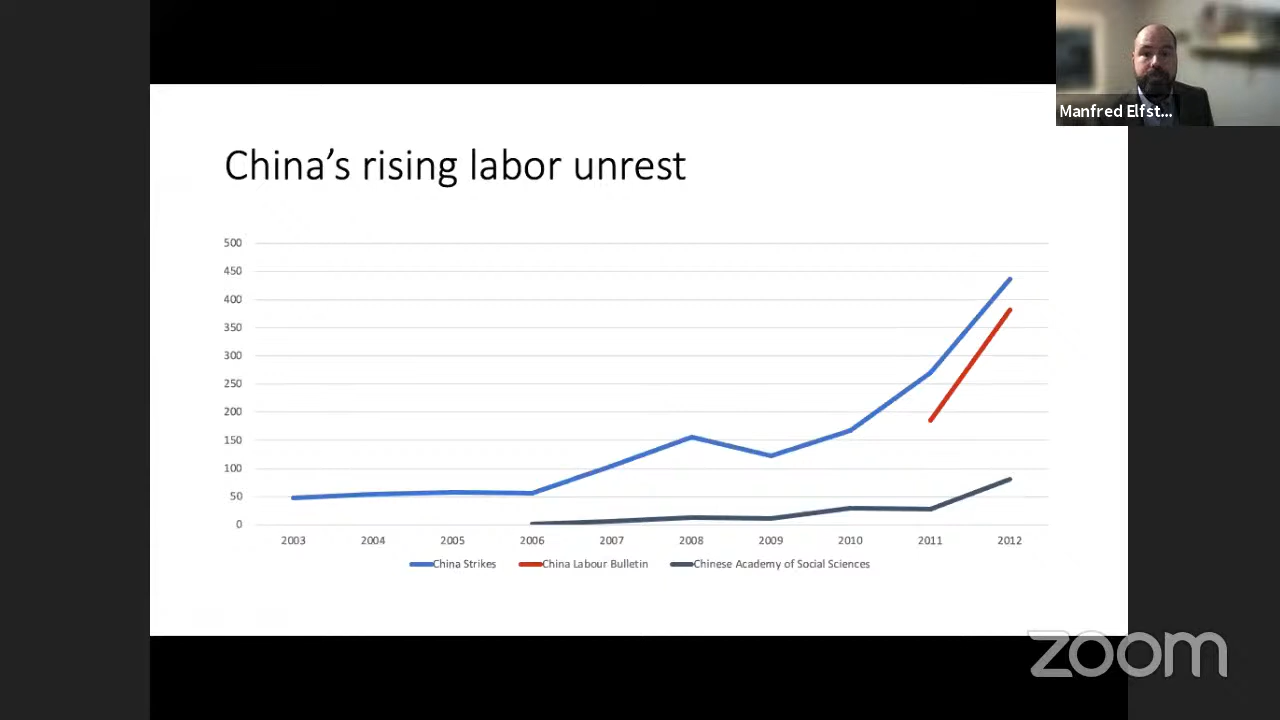 Manfred Elfst...
China's rising labor unrest
500
450
400
350
300
250
200
150
100
50
0
2003 2004 2005 2006 2007 2008 2009 2010 2011 2012
China Strikes China Labour Bulletin Chinese Academy of Social Sciences
zoom